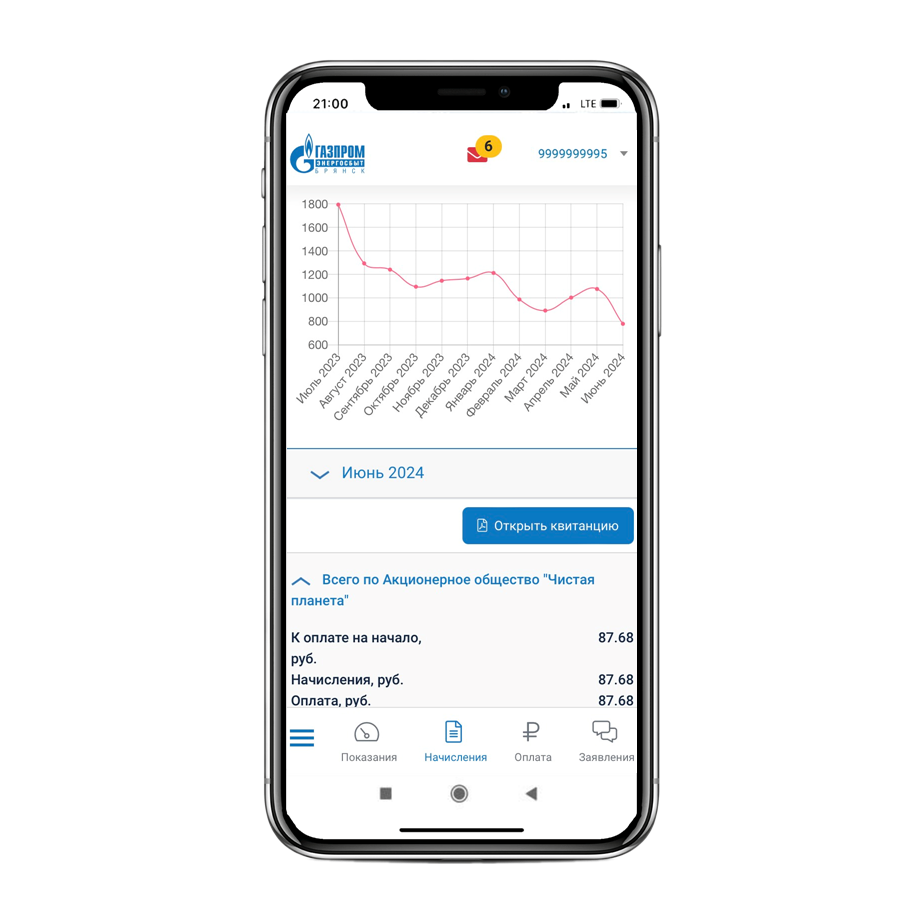 21:00
LTE
ГАЗПРОМ
ЭНЕРГОСБЫТ
БРЯНСК
6
9999999995
1800
1600
1400
1200
1000
800
600
Июль 2023
Август 2023
Сентябрь 2023
Октябрь 2023
Ноябрь 2023
Декабрь 2023
Январь 2024
Февраль 2024
Март 2024
Апрель 2024
Май 2024
Июнь 2024
Июнь 2024
Открыть квитанцию
Всего по Акционерное общество "Чистая
планета"
К оплате на начало, 87.68
руб.
Начисления, руб. 87.68
Оплата, руб. 87.68
Показания
Начисления
Оплата
Заявления